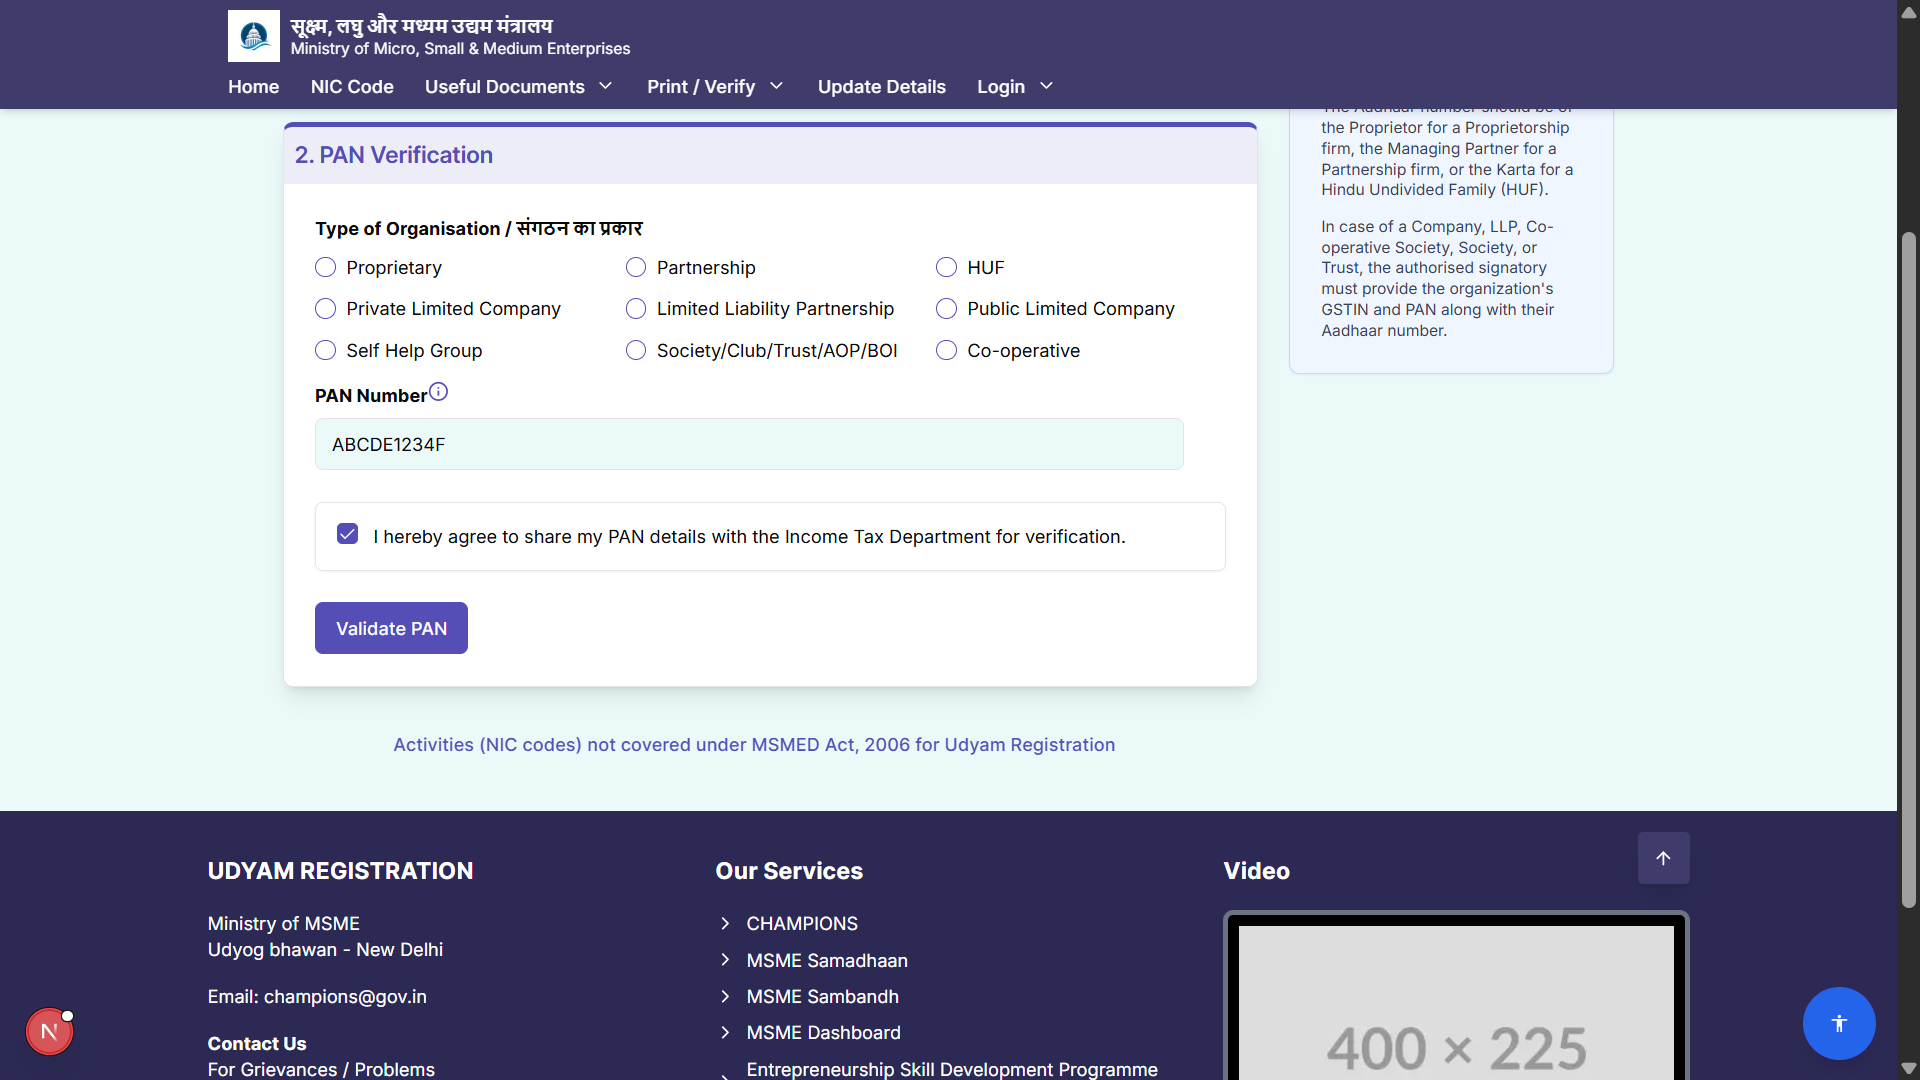 सूक्ष्म, लघु और मध्यम उद्यम मंत्रालय
Ministry of Micro, Small & Medium Enterprises
Home
NIC Code
Useful Documents
Print / Verify
Update Details
Login
2. PAN Verification
Type of Organisation / संगठन का प्रकार
Proprietary
Partnership
HUF
Private Limited Company
Limited Liability Partnership
Public Limited Company
Self Help Group
Society/Club/Trust/AOP/BOI
Co-operative
PAN Number
ABCDE1234F
I hereby agree to share my PAN details with the Income Tax Department for verification.
Validate PAN
The Aadhaar number should be of
the Proprietor for a Proprietorship
firm, the Managing Partner for a
Partnership firm, or the Karta for a
Hindu Undivided Family (HUF).
In case of a Company, LLP, Co-
operative Society, Society, or
Trust, the authorised signatory
must provide the organization's
GSTIN and PAN along with their
Aadhaar number.
Activities (NIC codes) not covered under MSMED Act, 2006 for Udyam Registration
UDYAM REGISTRATION
Ministry of MSME
Udyog bhawan - New Delhi
Email: champions@gov.in
Contact Us
For Grievances / Problems
Our Services
CHAMPIONS
MSME Samadhaan
MSME Sambandh
MSME Dashboard
Entrepreneurship Skill Development Programme
Video
400 × 225
N